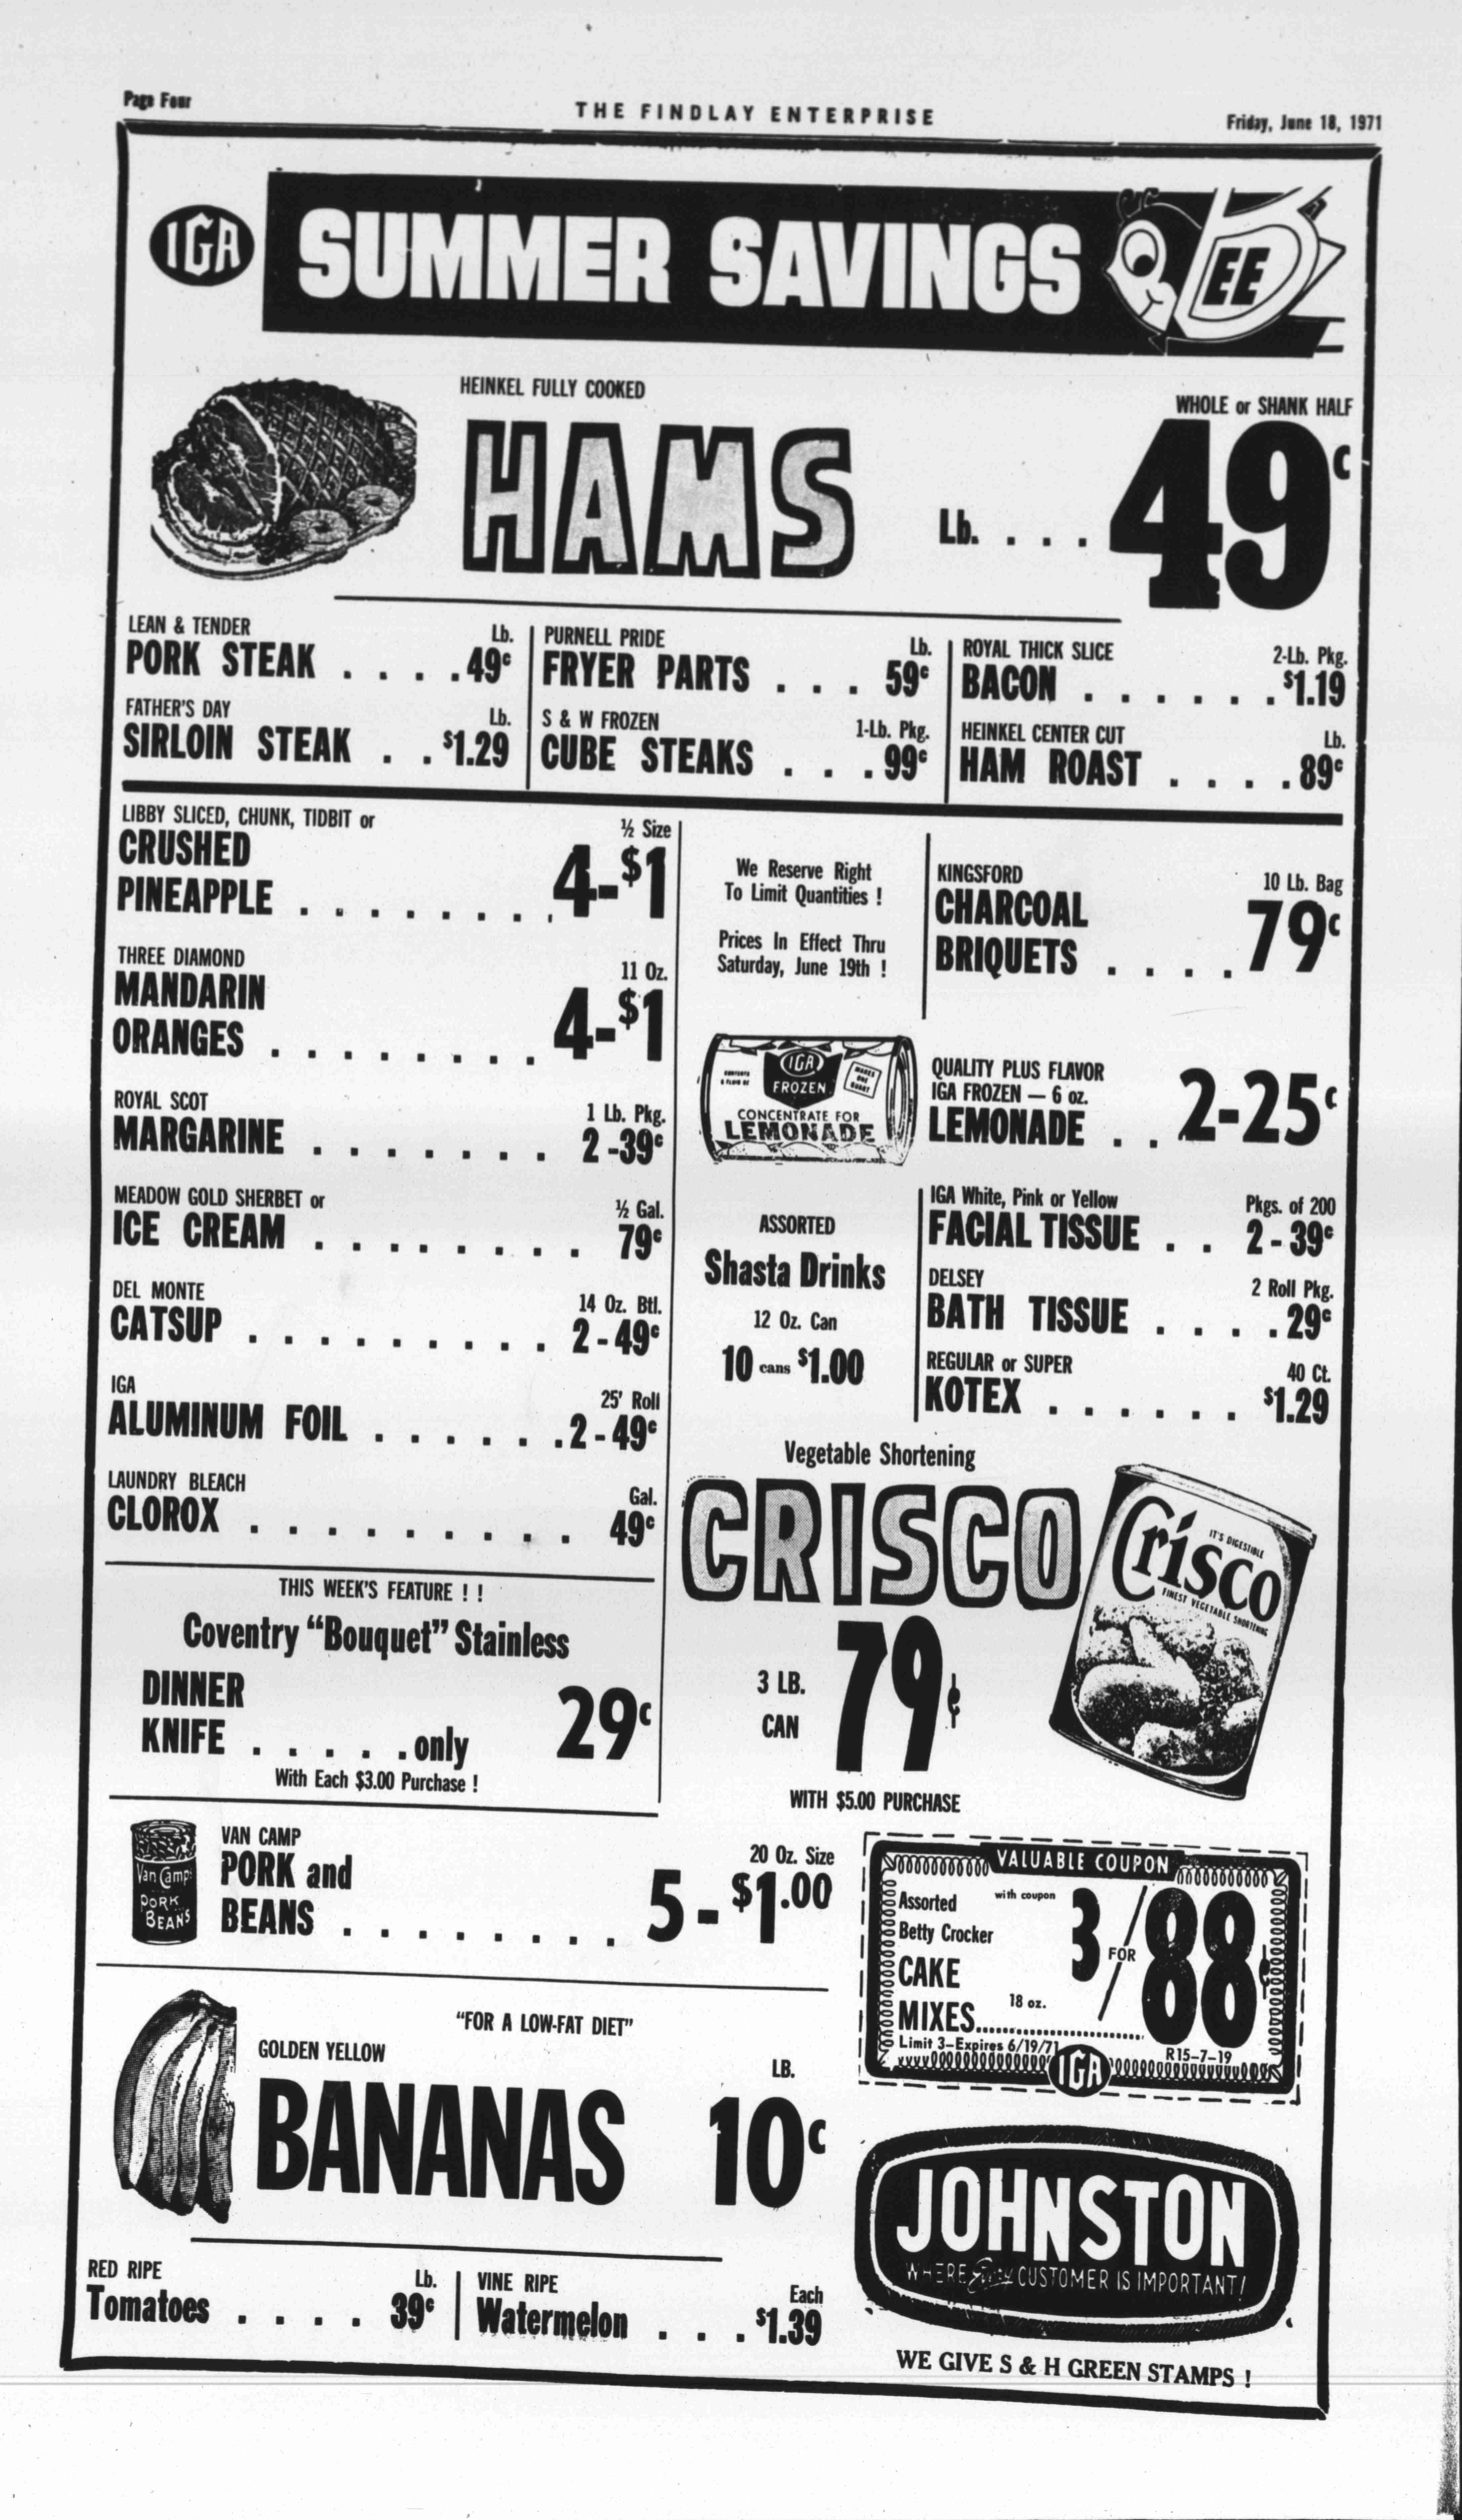 Page Four
THE FINDLAY ENTERPRISE
Friday, June 18, 1971
IGA
SUMMER SAVINGS
BEE
HEINKEL FULLY COOKED
HAMS
WHOLE or SHANK HALF
Lb. . . . 49¢
LEAN & TENDER
Lb.
PORK STEAK . . . . 49¢
FATHER'S DAY
Lb.
SIRLOIN STEAK . . $1.29
PURNELL PRIDE
Lb.
FRYER PARTS . . . 59¢
S & W FROZEN
1-Lb. Pkg.
CUBE STEAKS . . . 99¢
ROYAL THICK SLICE
2-Lb. Pkg.
BACON . . . . . . $1.19
HEINKEL CENTER CUT
Lb.
HAM ROAST . . . . 89¢
LIBBY SLICED, CHUNK, TIDBIT or
½ Size
CRUSHED
PINEAPPLE . . . . . . . . 4-$1
THREE DIAMOND
11 Oz.
MANDARIN
ORANGES . . . . . . . . 4-$1
ROYAL SCOT
1 Lb. Pkg.
MARGARINE . . . . . . . 2-39¢
MEADOW GOLD SHERBET or
½ Gal.
ICE CREAM . . . . . . . . 79¢
DEL MONTE
14 Oz. Btl.
CATSUP . . . . . . . . . 2-49¢
IGA
25' Roll
ALUMINUM FOIL . . . . . . 2-49¢
LAUNDRY BLEACH
Gal.
CLOROX . . . . . . . . . 49¢
THIS WEEK'S FEATURE ! !
Coventry "Bouquet" Stainless
DINNER
KNIFE . . . . . only 29¢
With Each $3.00 Purchase !
We Reserve Right
To Limit Quantities !
Prices In Effect Thru
Saturday, June 19th !
KINGSFORD
10 Lb. Bag
CHARCOAL
BRIQUETS . . . . 79¢
IGA
FROZEN
MAKES
ONE
QUART
CONCENTRATE FOR
LEMONADE
QUALITY PLUS FLAVOR
IGA FROZEN — 6 oz.
LEMONADE . . 2-25¢
ASSORTED
Shasta Drinks
12 Oz. Can
10 cans $1.00
IGA White, Pink or Yellow
Pkgs. of 200
FACIAL TISSUE . . 2-39¢
DELSEY
2 Roll Pkg.
BATH TISSUE . . . . 29¢
REGULAR or SUPER
40 Ct.
KOTEX . . . . . . $1.29
Vegetable Shortening
CRISCO
3 LB.
CAN
79¢
WITH $5.00 PURCHASE
Crisco
IT'S DIGESTIBLE
FINEST VEGETABLE SHORTENING
VAN CAMP
20 Oz. Size
PORK and
BEANS . . . . . . . . 5-$1.00
Van Camp's
PORK
BEANS
VALUABLE COUPON
Assorted
with coupon
Betty Crocker
CAKE
MIXES
18 oz.
3 FOR 88¢
Limit 3–Expires 6/19/71
R15-7-19
IGA
"FOR A LOW-FAT DIET"
GOLDEN YELLOW
LB.
BANANAS 10¢
RED RIPE
Lb.
Tomatoes . . . . 39¢
VINE RIPE
Each
Watermelon . . . $1.39
JOHNSTON
WHERE Every CUSTOMER IS IMPORTANT!
WE GIVE S & H GREEN STAMPS !